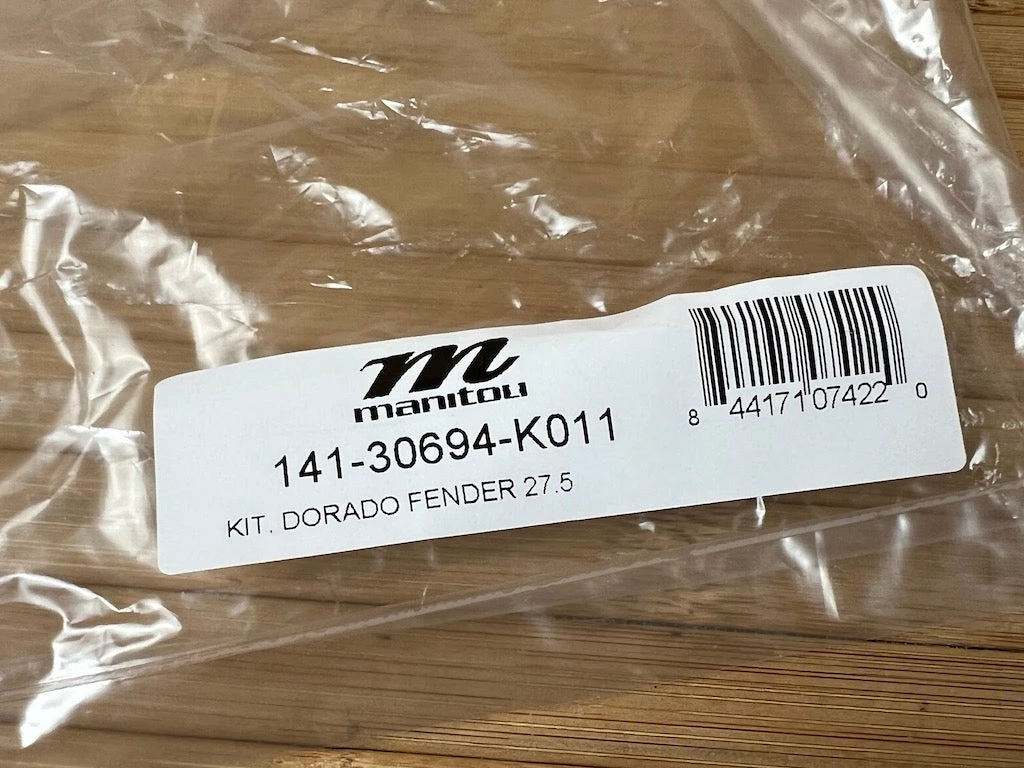 m
manitou
141-30694-K011
KIT. DORADO FENDER 27.5
8 44171 07422 0